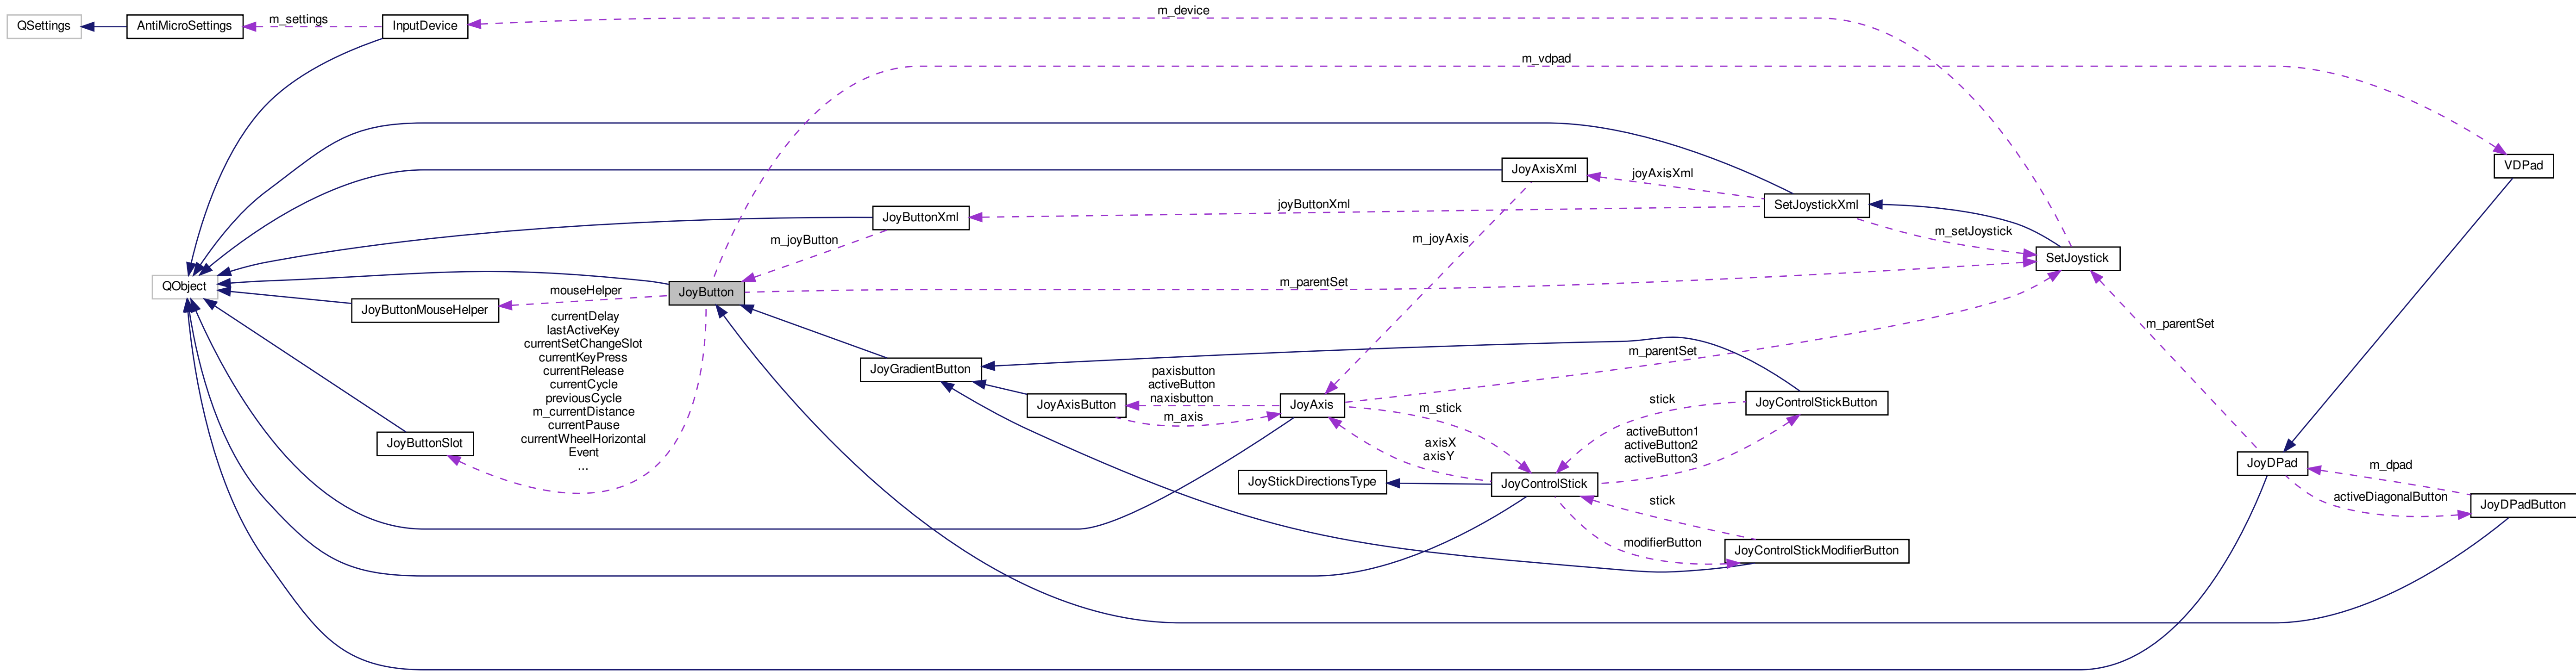 m_device
m_settings
QSettings
AntiMicroSettings
InputDevice
m_vdpad
VDPad
JoyAxisXml
joyAxisXml
SetJoystickXml
joyButtonXml
JoyButtonXml
m_joyButton
m_joyAxis
m_setJoystick
SetJoystick
QObject
m_parentSet
mouseHelper
JoyButton
JoyButtonMouseHelper
currentDelay
lastActiveKey
currentSetChangeSlot
currentKeyPress
currentRelease
currentCycle
previousCycle
m_currentDistance
currentPause
currentWheelHorizontal
Event
...
JoyButtonSlot
m_parentSet
m_parentSet
JoyGradientButton
paxisbutton
activeButton
naxisbutton
m_axis
JoyAxisButton
JoyAxis
m_stick
stick
JoyControlStickButton
axisX
axisY
activeButton1
activeButton2
activeButton3
JoyStickDirectionsType
JoyControlStick
stick
modifierButton
JoyControlStickModifierButton
JoyDPad
m_dpad
activeDiagonalButton
JoyDPadButton